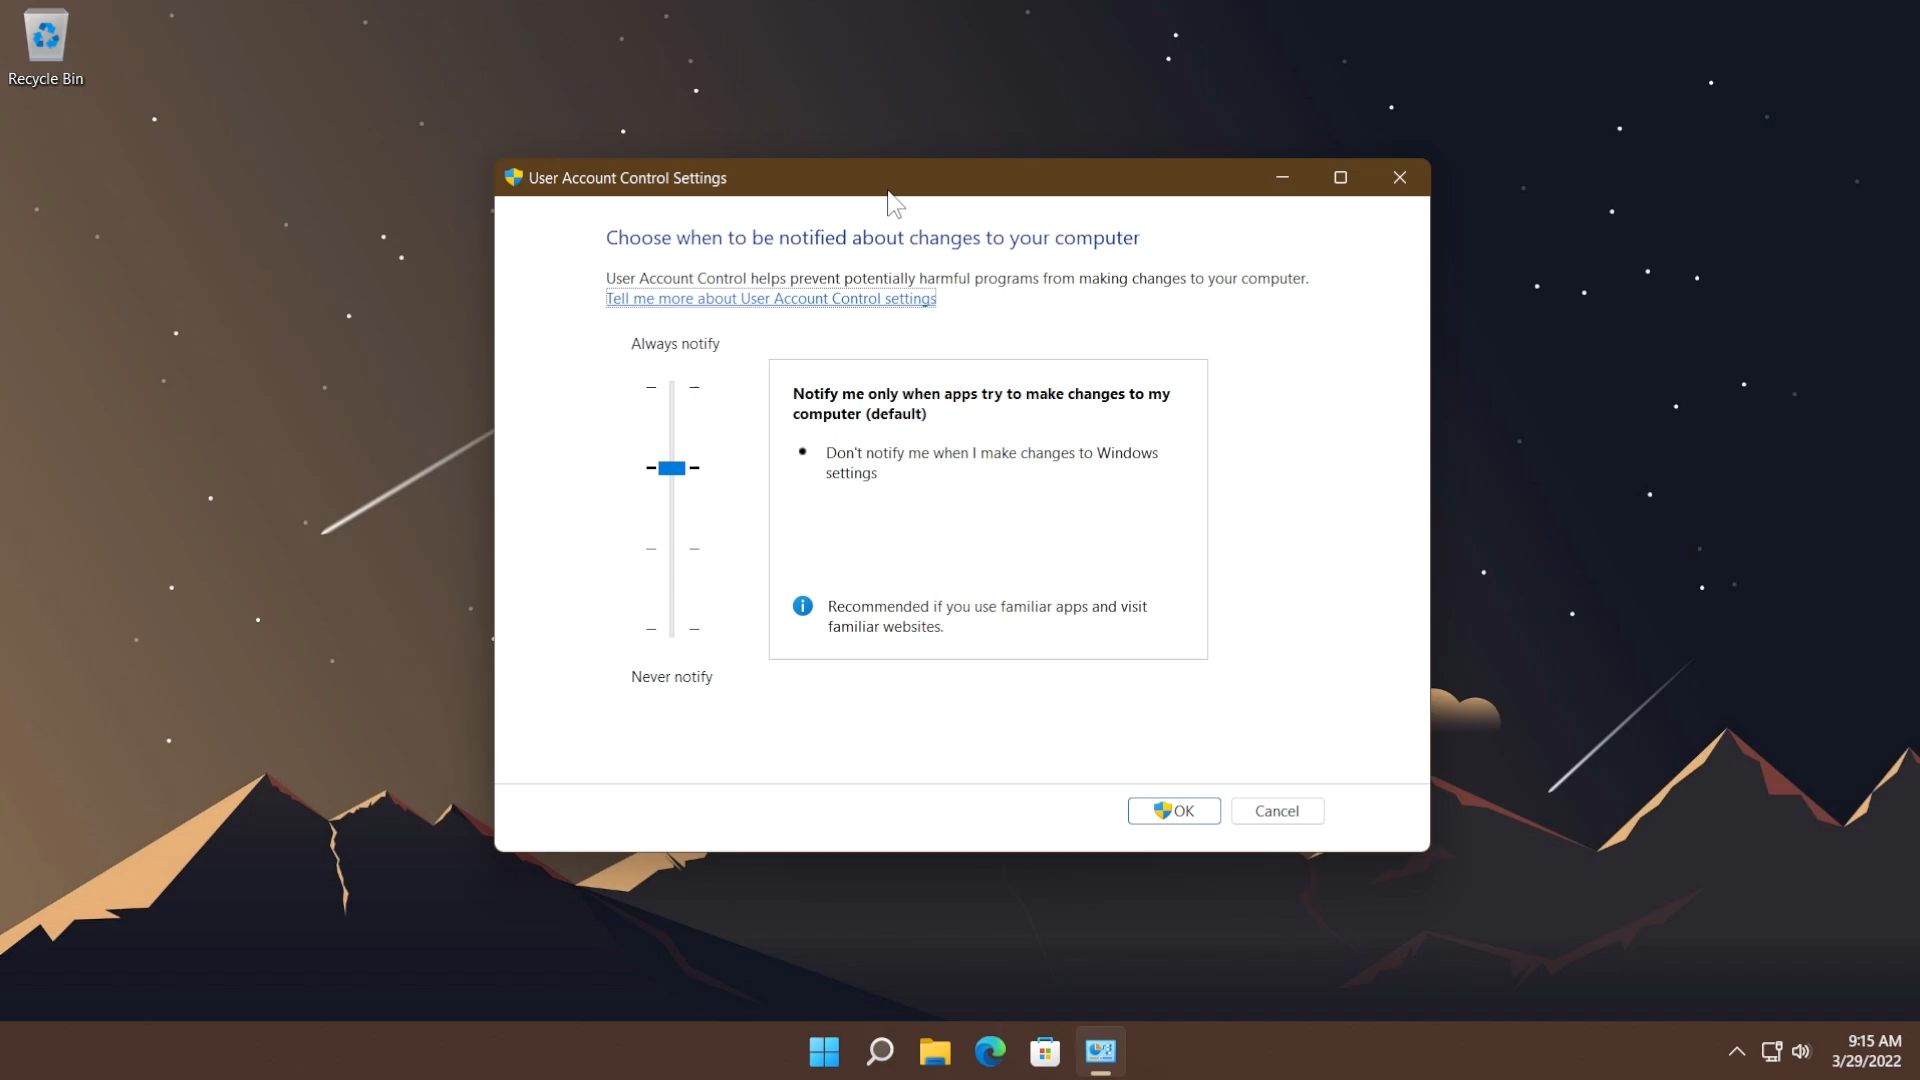 Recycle Bin
User Account Control Settings
Choose when to be notified about changes to your computer
User Account Control helps prevent potentially harmful programs from making changes to your computer.
Tell me more about User Account Control settings
Always notify
Notify me only when apps try to make changes to my
computer (default)
• Don't notify me when I make changes to Windows
settings
Recommended if you use familiar apps and visit
familiar websites.
Never notify
OK
Cancel
9:15 AM
3/29/2022